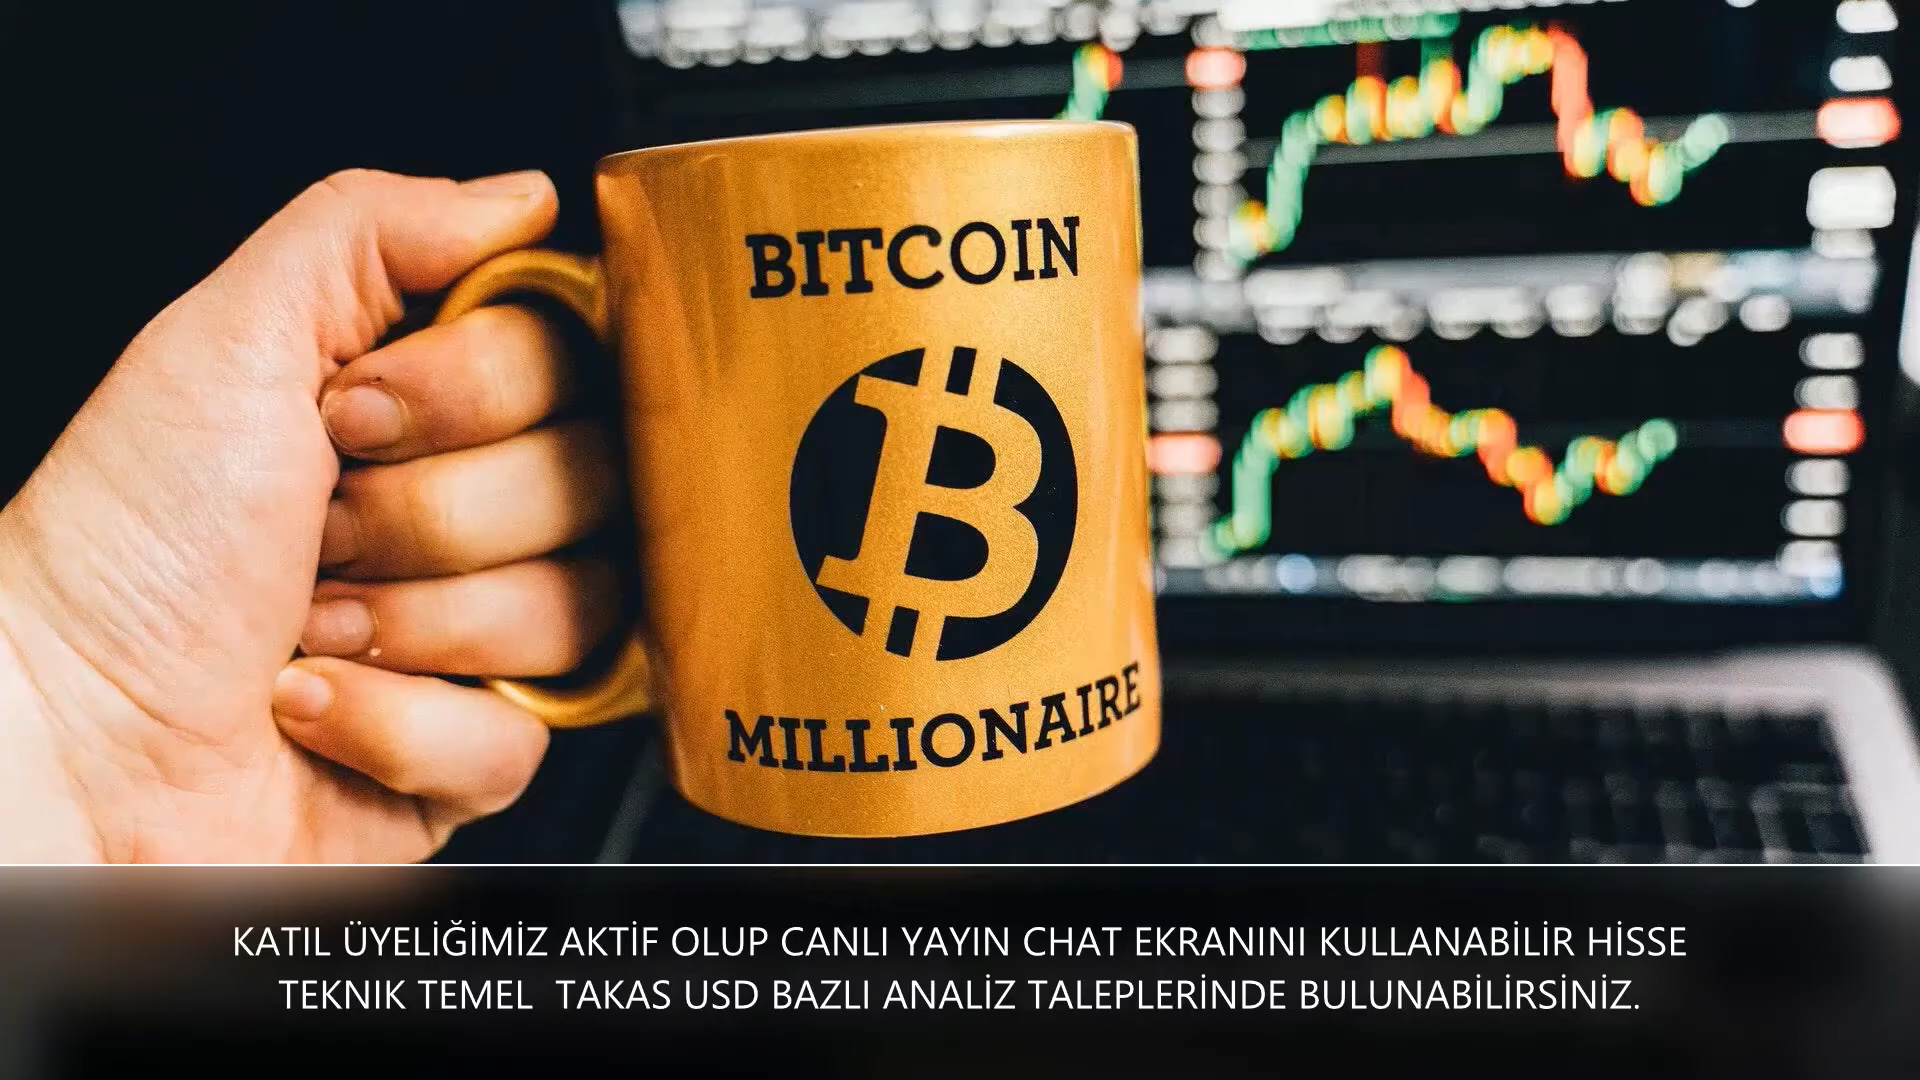 BITCOIN
MILLIONAIRE
KATIL ÜYELİĞİMİZ AKTİF OLUP CANLI YAYIN CHAT EKRANINI KULLANABİLİR HİSSE
TEKNIK TEMEL  TAKAS USD BAZLI ANALİZ TALEPLERİNDE BULUNABİLİRSİNİZ.